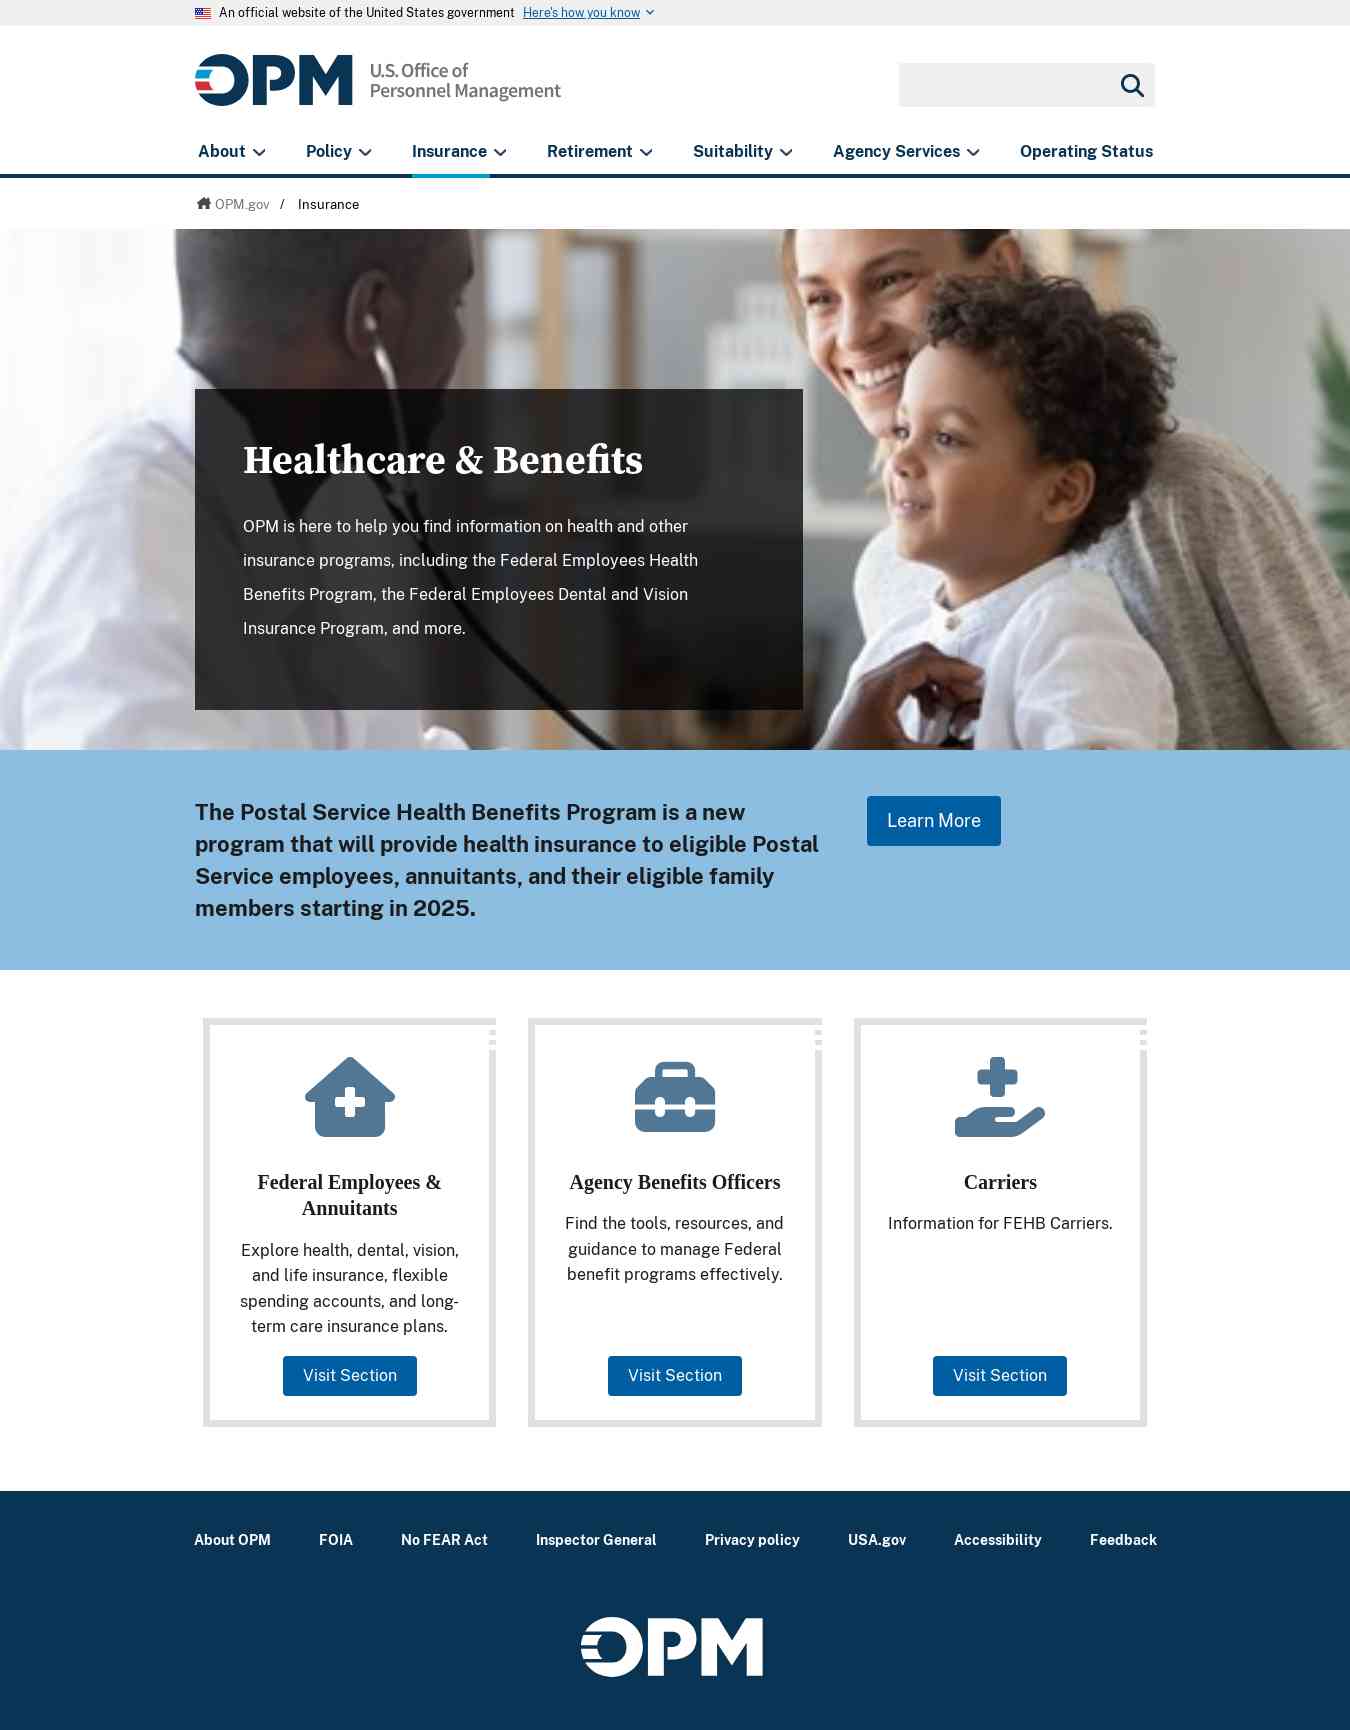 An official website of the United States government Here's how you know
OPM
U.S. Office of
Personnel Management
About Policy Insurance Retirement Suitability Agency Services Operating Status
OPM.gov / Insurance
Healthcare & Benefits
OPM is here to help you find information on health and other
insurance programs, including the Federal Employees Health
Benefits Program, the Federal Employees Dental and Vision
Insurance Program, and more.
The Postal Service Health Benefits Program is a new
program that will provide health insurance to eligible Postal
Service employees, annuitants, and their eligible family
members starting in 2025.
Learn More
Federal Employees &
Annuitants
Explore health, dental, vision,
and life insurance, flexible
spending accounts, and long-
term care insurance plans.
Visit Section
Agency Benefits Officers
Find the tools, resources, and
guidance to manage Federal
benefit programs effectively.
Visit Section
Carriers
Information for FEHB Carriers.
Visit Section
About OPM FOIA No FEAR Act Inspector General Privacy policy USA.gov Accessibility Feedback
OPM